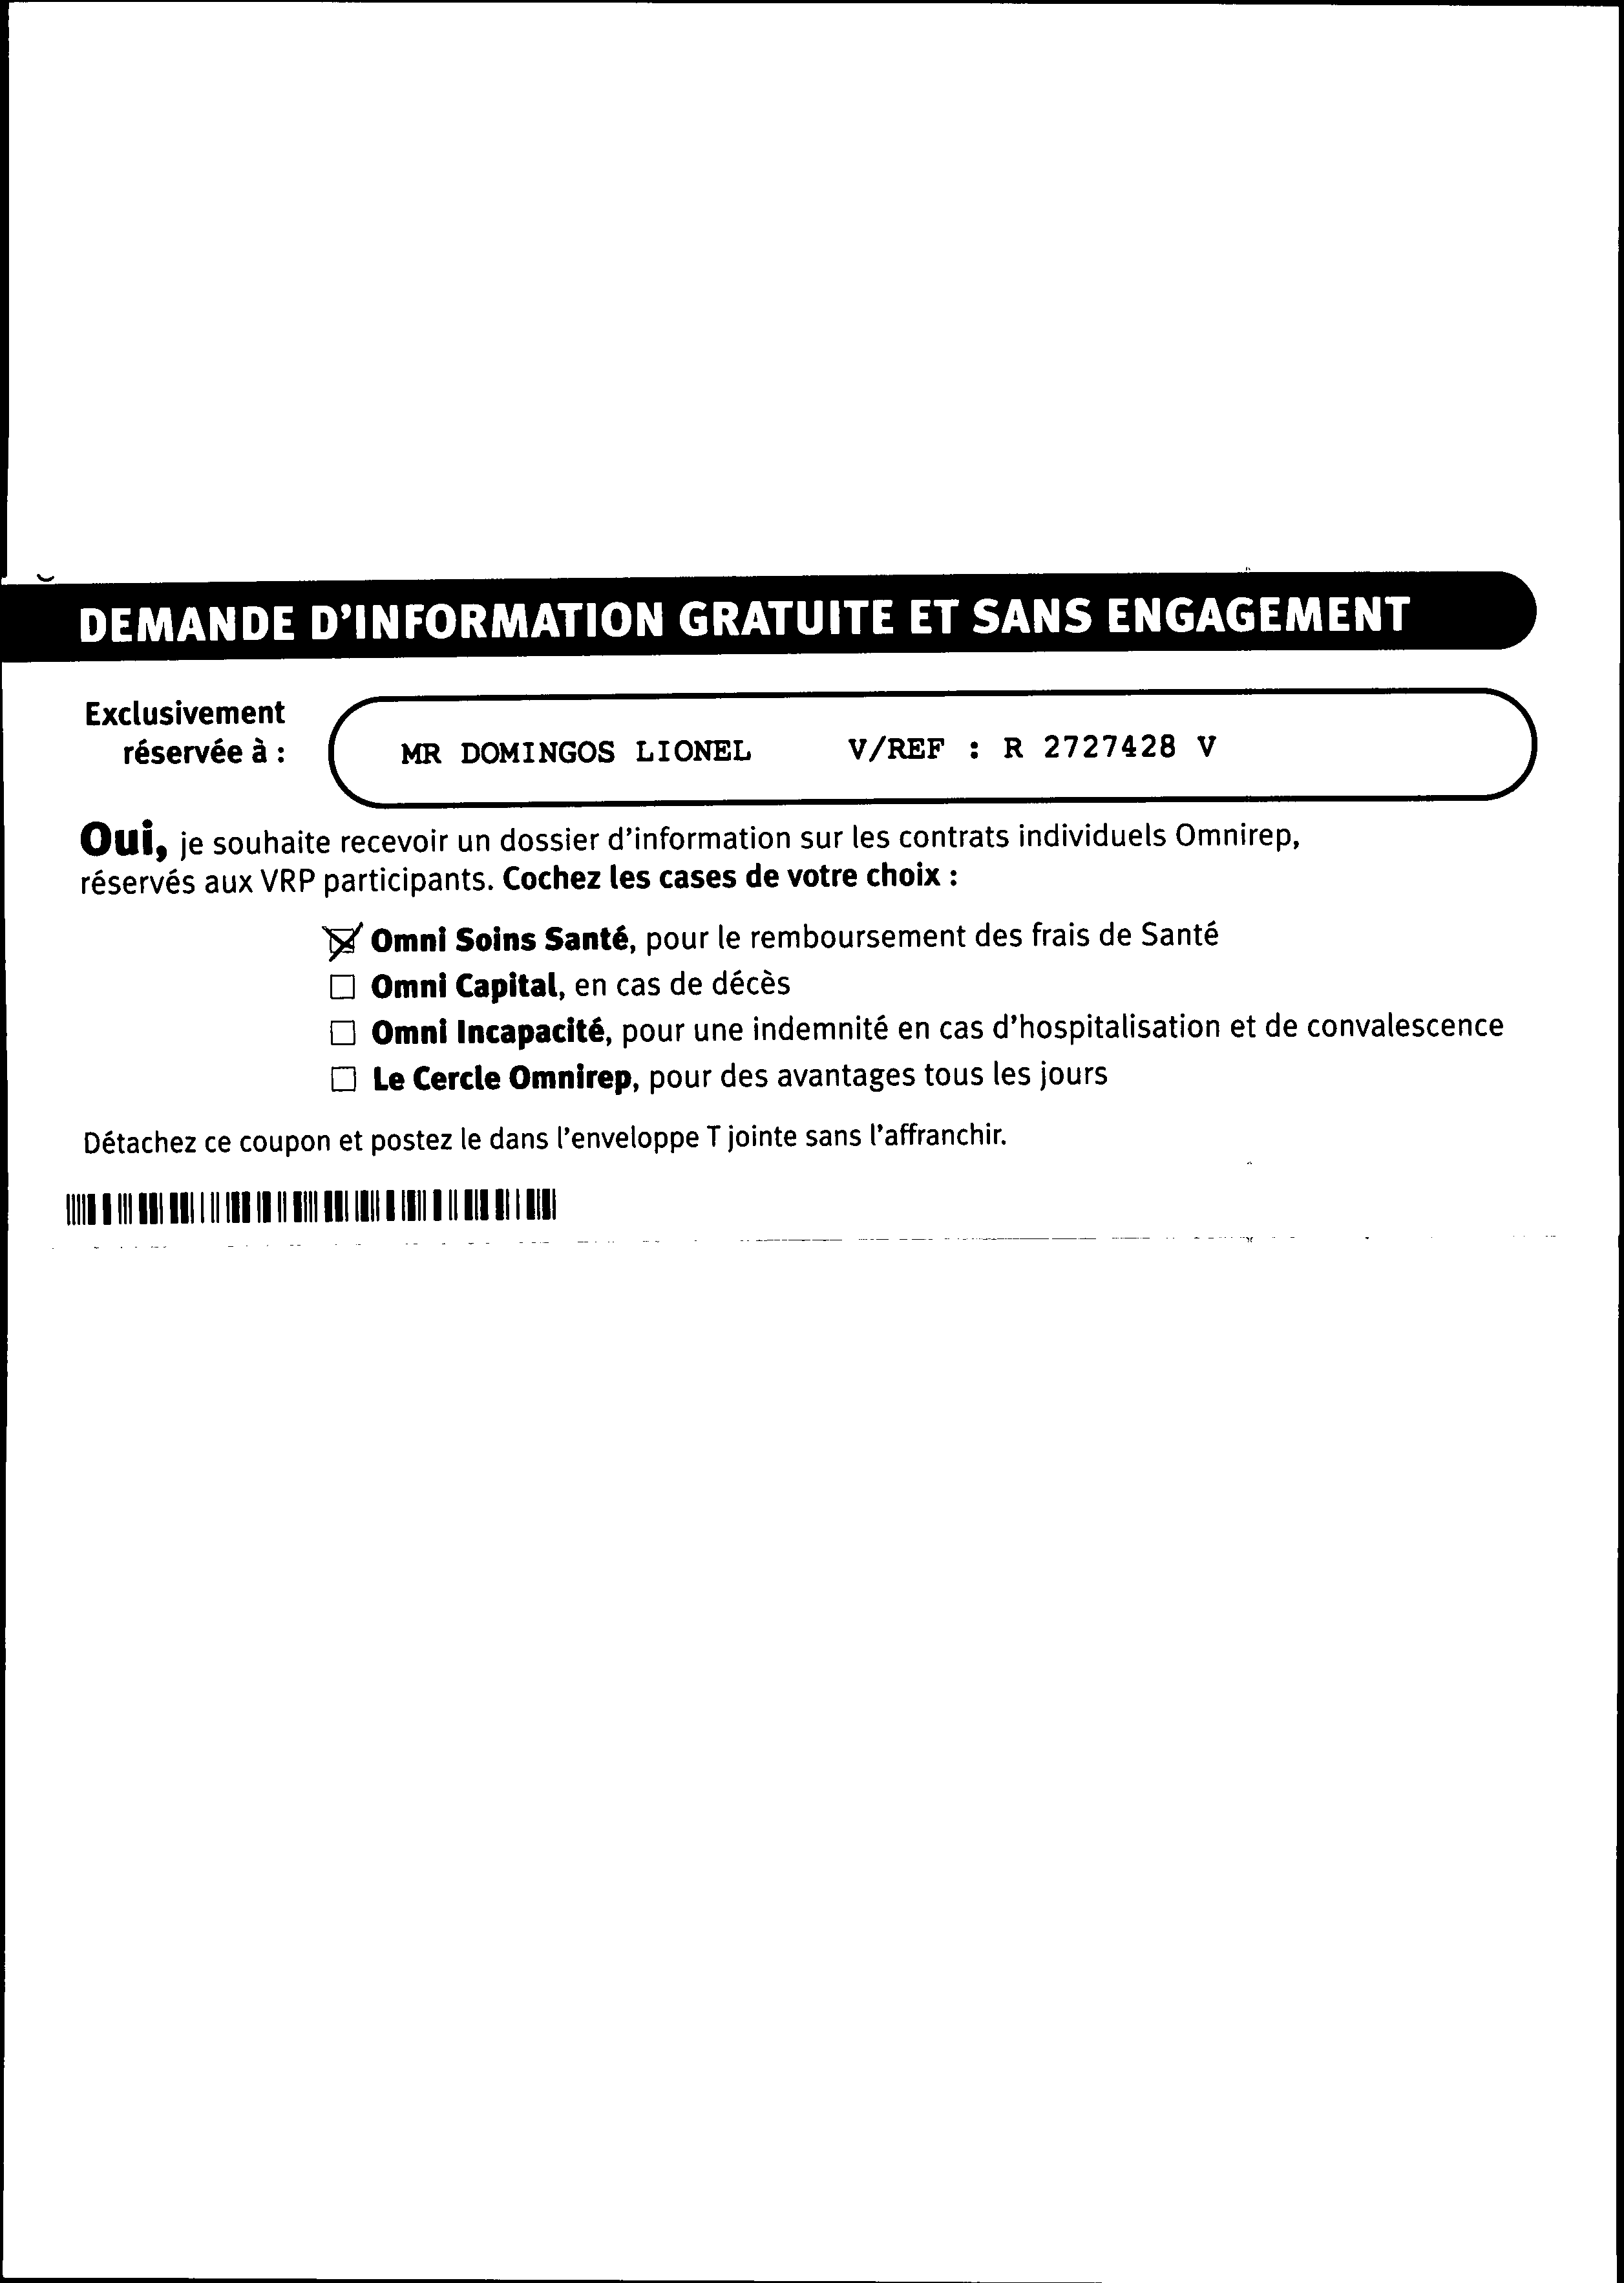 DEMANDE D'INFORMATION GRATUITE ET SANS ENGAGEMENT
Exclusivement
réservée à :
MR DOMINGOS LIONEL V/REF : R 2727428 V
Oui, je souhaite recevoir un dossier d'information sur les contrats individuels Omnirep,
réservés aux VRP participants. Cochez les cases de votre choix :
Omni Soins Santé, pour le remboursement des frais de Santé
Omni Capital, en cas de décès
Omni Incapacité, pour une indemnité en cas d'hospitalisation et de convalescence
Le Cercle Omnirep, pour des avantages tous les jours
Détachez ce coupon et postez le dans l'enveloppe T jointe sans l'affranchir.